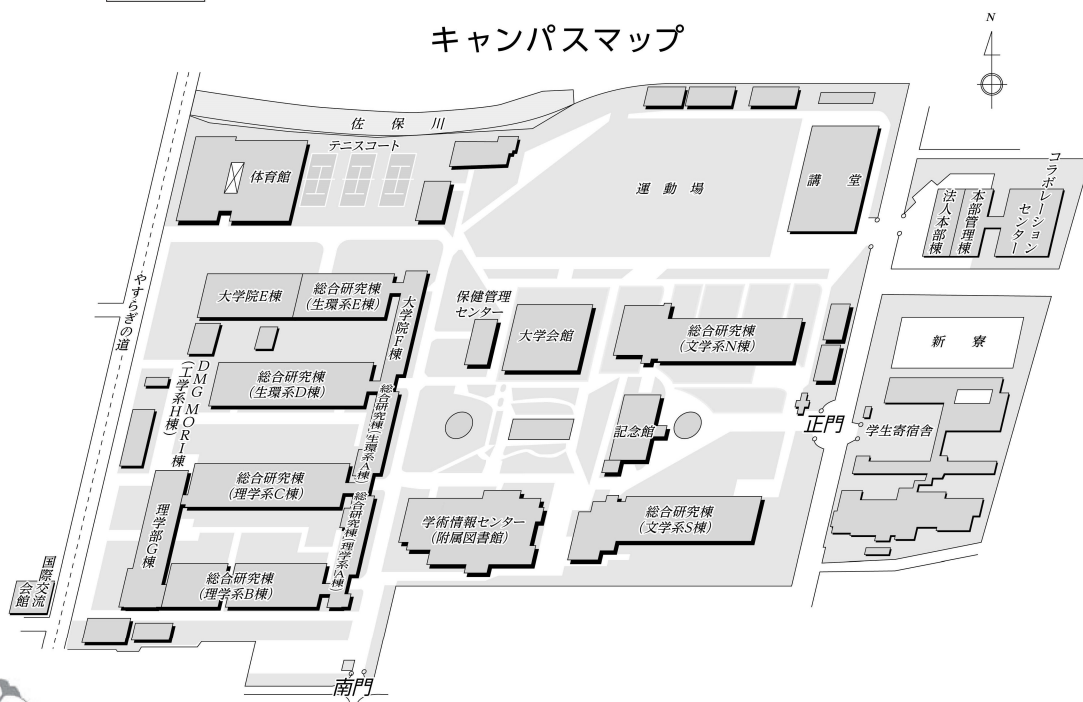 キャンパスマップ
N
佐保川
テニスコート
体育館
運動場
講堂
コラボレーション
センター
本部管理棟
法人本部棟
やすらぎの道
大学院E棟
総合研究棟
(生環系E棟)
大学院F棟
保健管理
センター
大学会館
総合研究棟
(文学系N棟)
新寮
DMG MORI棟
(工学系H棟)
総合研究棟
(生環系D棟)
総合研究棟(生環系A棟)
記念館
正門
学生寄宿舎
総合研究棟
(理学系C棟)
理学部G棟
総合研究棟(理学系A棟)
学術情報センター
(附属図書館)
総合研究棟
(文学系S棟)
国際交流
会館
総合研究棟
(理学系B棟)
南門